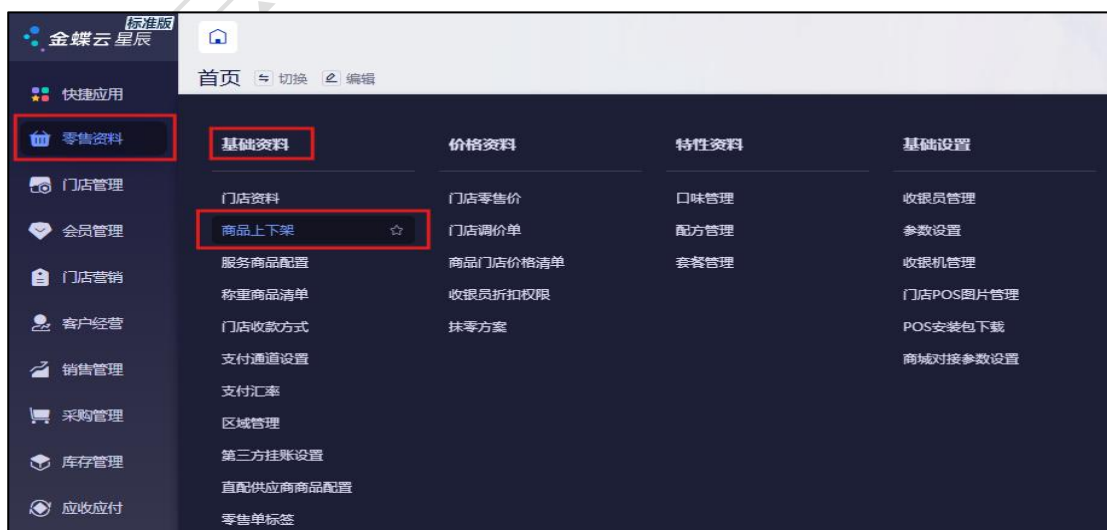 标准版
金蝶云星辰
首页 切换 编辑
快捷应用
零售资料
门店管理
会员管理
门店营销
客户经营
销售管理
采购管理
库存管理
应收应付
基础资料
门店资料
商品上下架
服务商品配置
称重商品清单
门店收款方式
支付通道设置
支付汇率
区域管理
第三方挂账设置
直配供应商商品配置
零售单标签
价格资料
门店零售价
门店调价单
商品门店价格清单
收银员折扣权限
抹零方案
特性资料
口味管理
配方管理
套餐管理
基础设置
收银员管理
参数设置
收银机管理
门店POS图片管理
POS安装包下载
商城对接参数设置